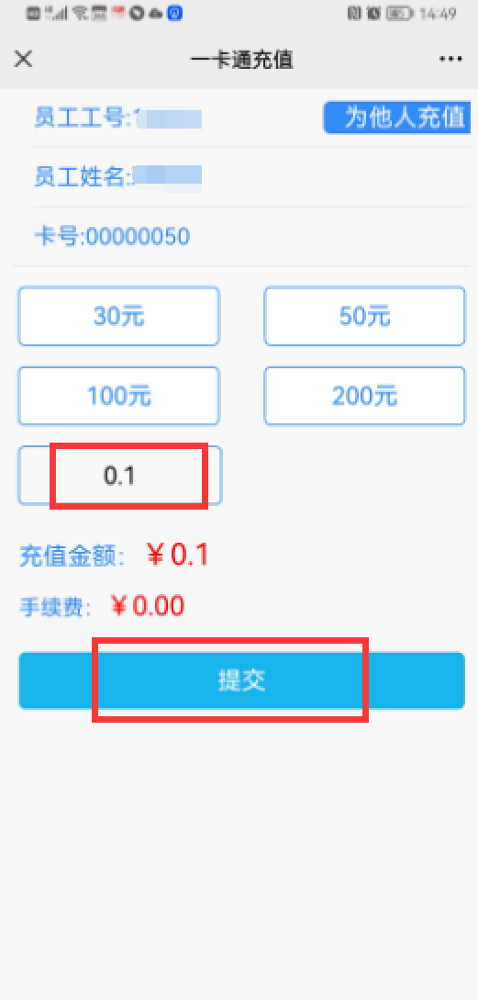 14:49
一卡通充值
员工工号:
为他人充值
员工姓名:
卡号:00000050
30元
50元
100元
200元
0.1
充值金额: ￥0.1
手续费: ￥0.00
提交